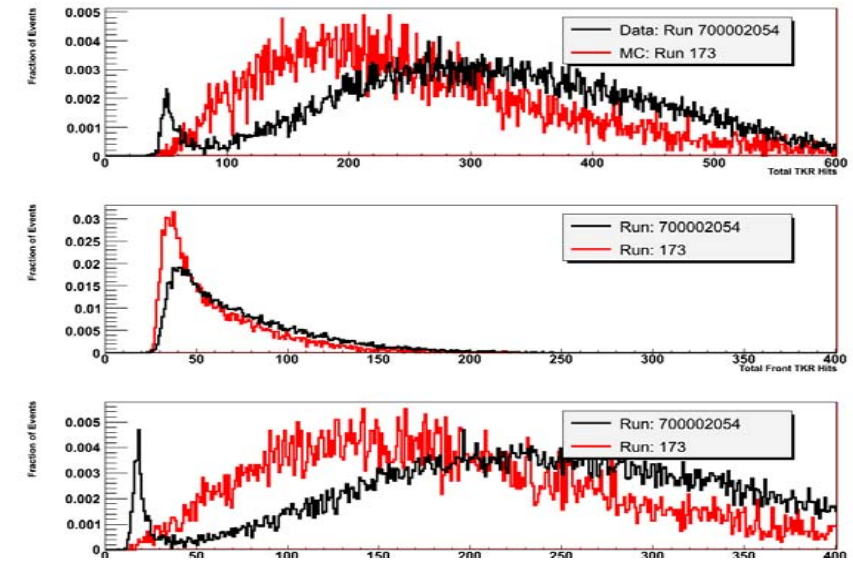 Fraction of Events
0.005
0.004
0.003
0.002
0.001
0
Data: Run 700002054
MC: Run 173
0 100 200 300 400 500 600
Total TKR Hits
Fraction of Events
0.03
0.025
0.02
0.015
0.01
0.005
0
Run: 700002054
Run: 173
0 50 100 150 200 250 300 350 400
Total Front TKR Hits
Fraction of Events
0.005
0.004
0.003
0.002
0.001
0
Run: 700002054
Run: 173
0 50 100 150 200 250 300 350 400